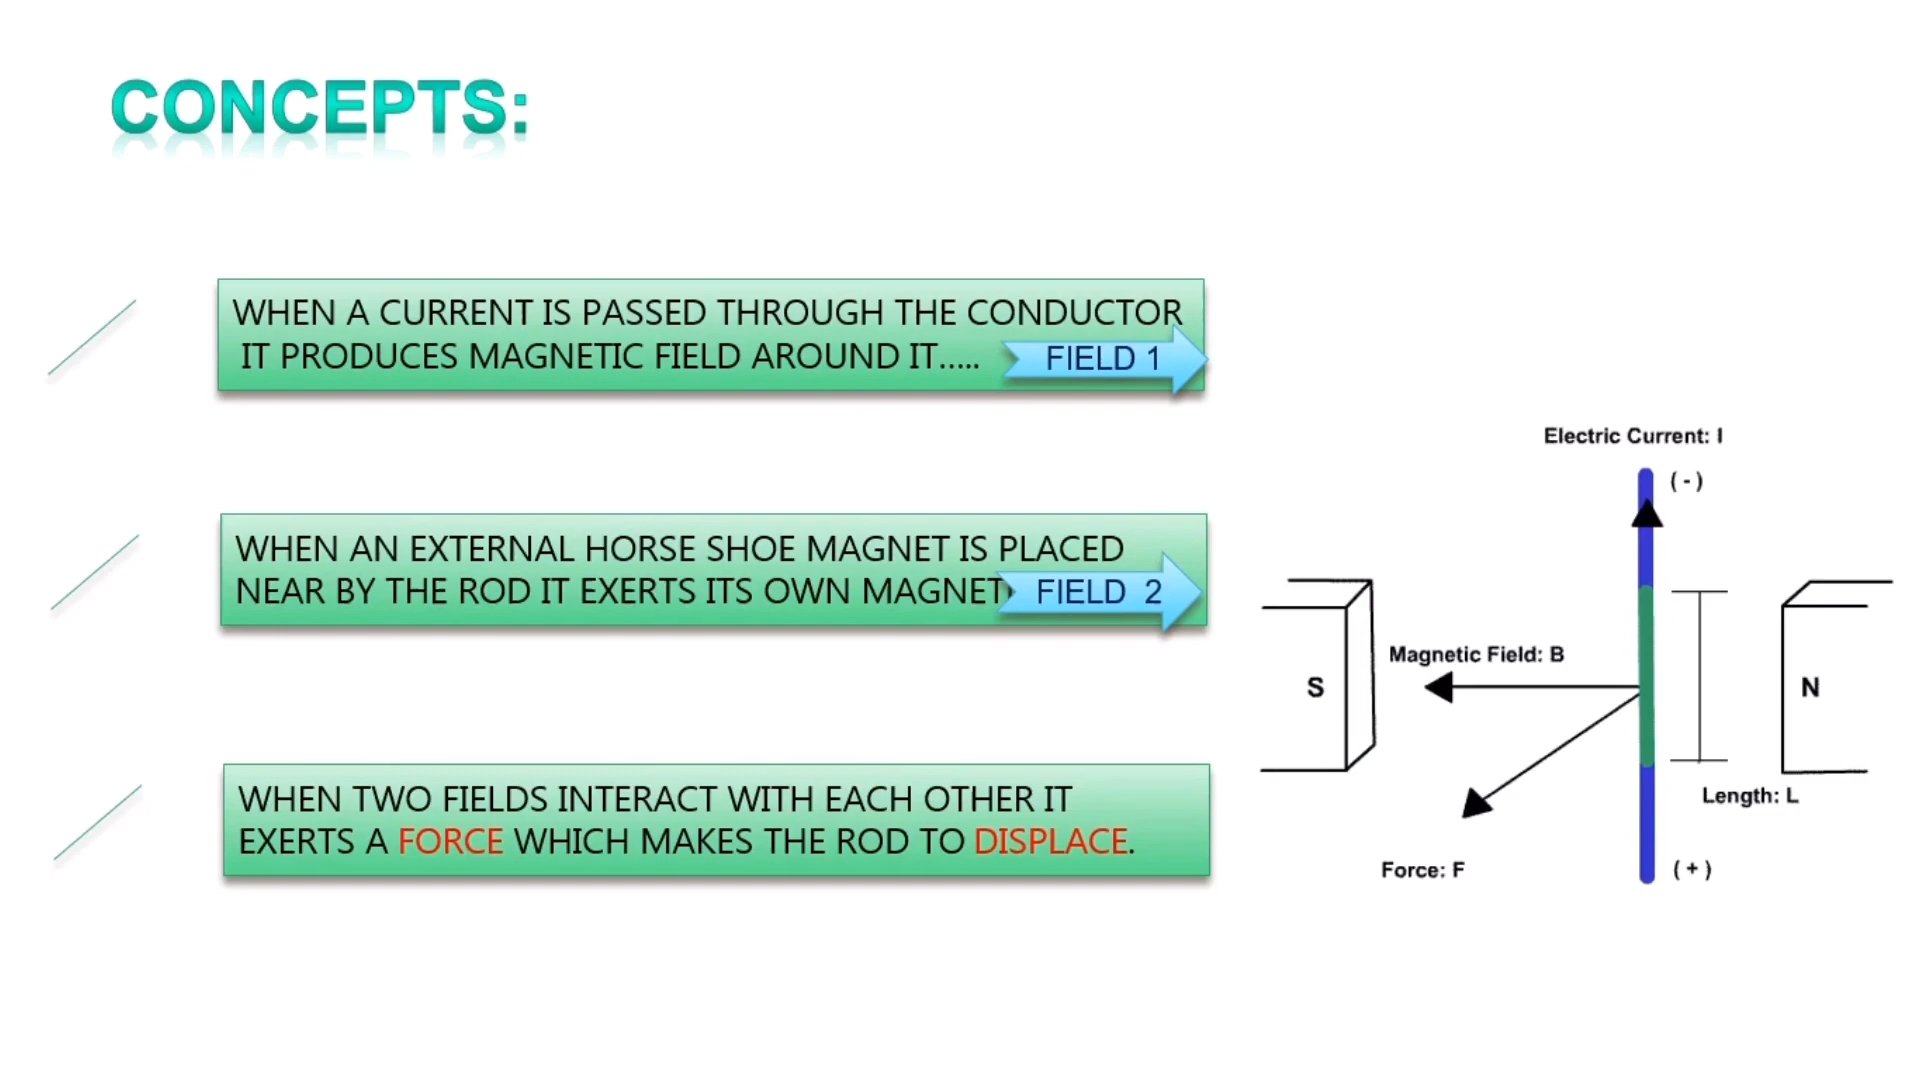 CONCEPTS:
WHEN A CURRENT IS PASSED THROUGH THE CONDUCTOR
IT PRODUCES MAGNETIC FIELD AROUND IT.....
FIELD 1
WHEN AN EXTERNAL HORSE SHOE MAGNET IS PLACED
NEAR BY THE ROD IT EXERTS ITS OWN
FIELD 2
WHEN TWO FIELDS INTERACT WITH EACH OTHER IT
EXERTS A FORCE WHICH MAKES THE ROD TO DISPLACE.
Electric Current: I
( - )
Magnetic Field: B
S
N
Length: L
Force: F
( + )